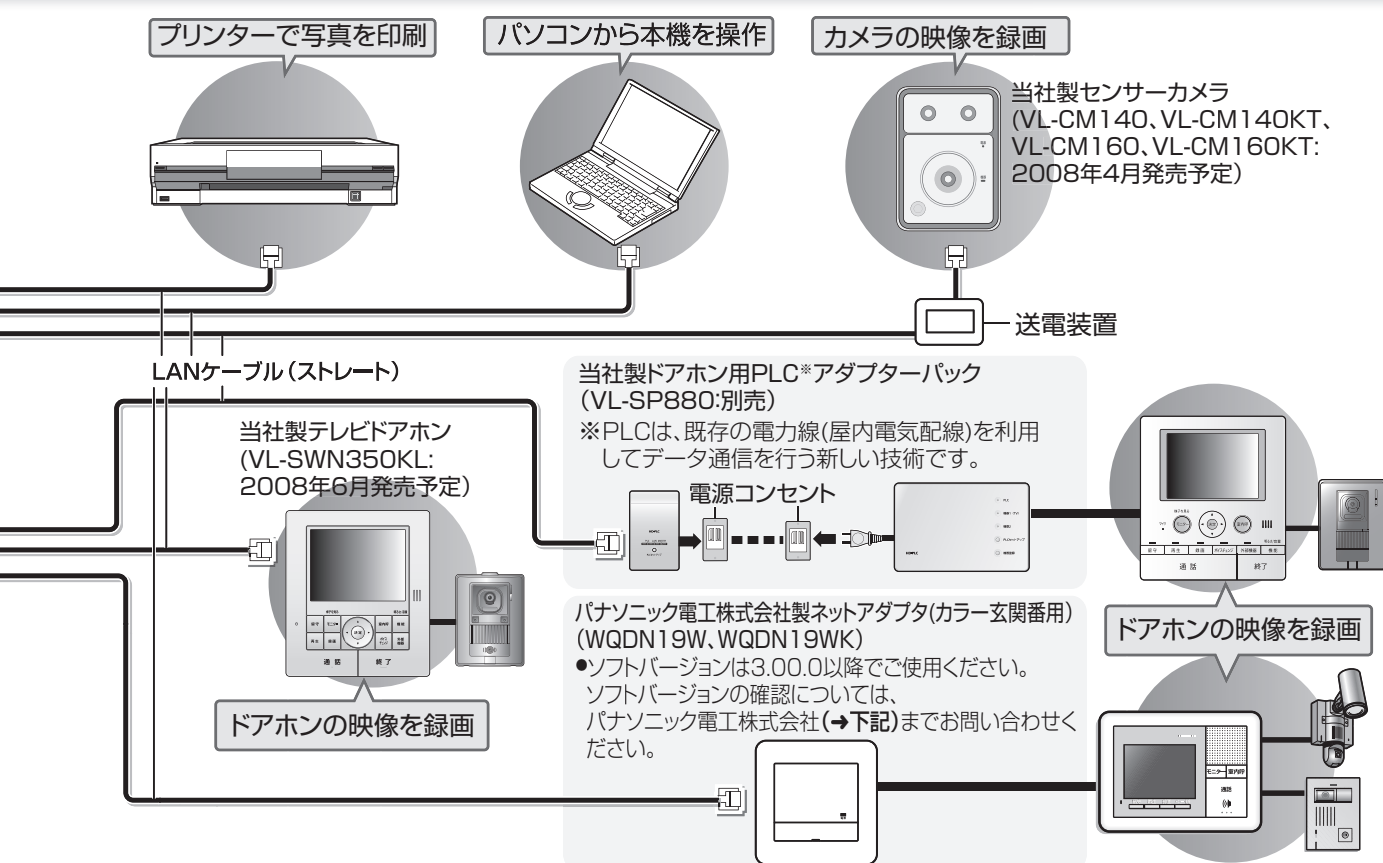 プリンターで写真を印刷
パソコンから本機を操作
カメラの映像を録画
当社製センサーカメラ
(VL-CM140、VL-CM140KT、
VL-CM160、VL-CM160KT:
2008年4月発売予定)
送電装置
LANケーブル(ストレート)
当社製テレビドアホン
(VL-SWN350KL:
2008年6月発売予定)
ドアホンの映像を録画
当社製ドアホン用PLC※アダプターパック
(VL-SP880:別売)
※PLCは、既存の電力線(屋内電気配線)を利用
してデータ通信を行う新しい技術です。
電源コンセント
ドアホンの映像を録画
パナソニック電工株式会社製ネットアダプタ(カラー玄関番用)
(WQDN19W、WQDN19WK)
●ソフトバージョンは3.00.0以降でご使用ください。
ソフトバージョンの確認については、
パナソニック電工株式会社(➜下記)までお問い合わせく
ださい。
通話
終了
通話 終了
モニター 室内呼
通話